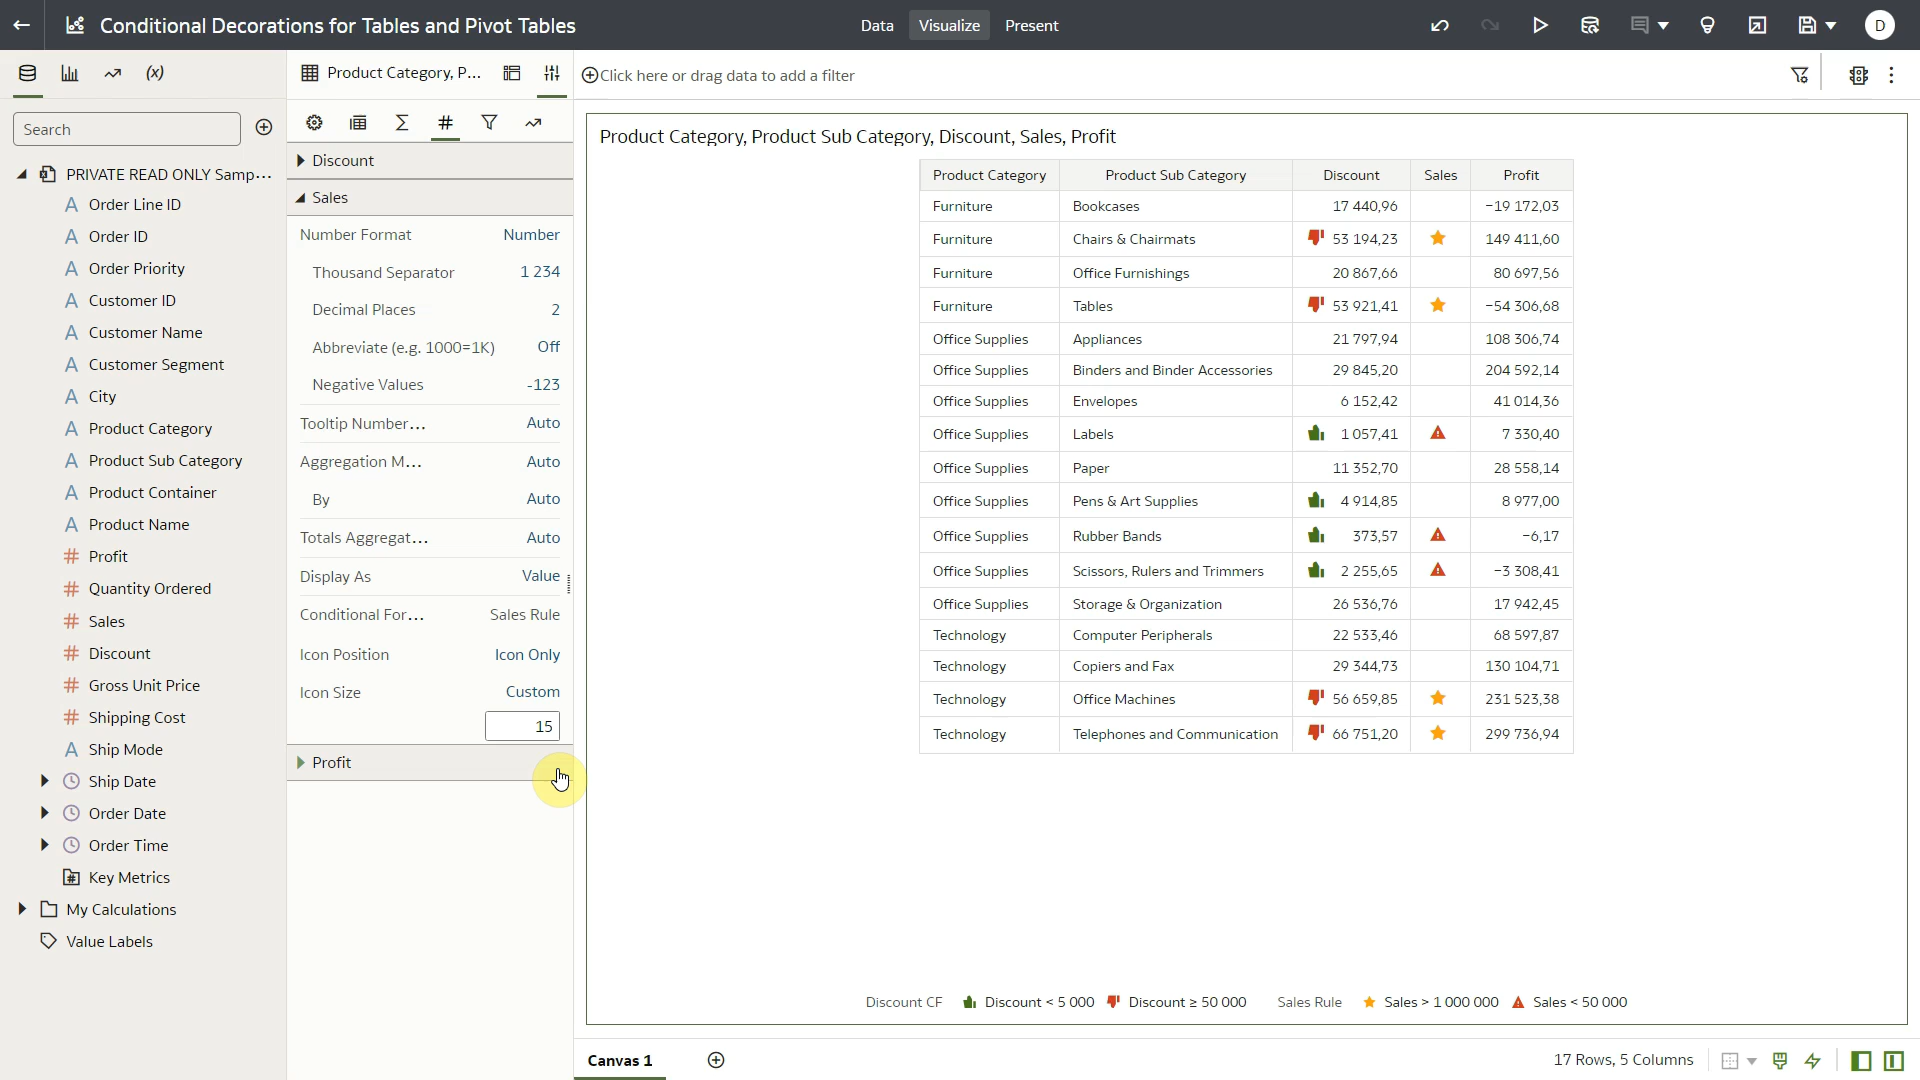 Conditional Decorations for Tables and Pivot Tables
Data Visualize Present
D
(x)
Product Category, P...
Click here or drag data to add a filter
Search
PRIVATE READ ONLY Samp...
Order Line ID
Order ID
Order Priority
Customer ID
Customer Name
Customer Segment
City
Product Category
Product Sub Category
Product Container
Product Name
Profit
Quantity Ordered
Sales
Discount
Gross Unit Price
Shipping Cost
Ship Mode
Ship Date
Order Date
Order Time
Key Metrics
My Calculations
Value Labels
Discount
Sales
Number Format Number
Thousand Separator 1 234
Decimal Places 2
Abbreviate (e.g. 1000=1K) Off
Negative Values -123
Tooltip Number... Auto
Aggregation M... Auto
By Auto
Totals Aggregat... Auto
Display As Value
Conditional For... Sales Rule
Icon Position Icon Only
Icon Size Custom
15
Profit
Product Category, Product Sub Category, Discount, Sales, Profit
Product Category Product Sub Category Discount Sales Profit
Furniture Bookcases 17 440,96 −19 172,03
Furniture Chairs & Chairmats 53 194,23 149 411,60
Furniture Office Furnishings 20 867,66 80 697,56
Furniture Tables 53 921,41 −54 306,68
Office Supplies Appliances 21 797,94 108 306,74
Office Supplies Binders and Binder Accessories 29 845,20 204 592,14
Office Supplies Envelopes 6 152,42 41 014,36
Office Supplies Labels 1 057,41 7 330,40
Office Supplies Paper 11 352,70 28 558,14
Office Supplies Pens & Art Supplies 4 914,85 8 977,00
Office Supplies Rubber Bands 373,57 −6,17
Office Supplies Scissors, Rulers and Trimmers 2 255,65 −3 308,41
Office Supplies Storage & Organization 26 536,76 17 942,45
Technology Computer Peripherals 22 533,46 68 597,87
Technology Copiers and Fax 29 344,73 130 104,71
Technology Office Machines 56 659,85 231 523,38
Technology Telephones and Communication 66 751,20 299 736,94
Discount CF Discount < 5 000 Discount ≥ 50 000 Sales Rule Sales > 1 000 000 Sales < 50 000
Canvas 1
17 Rows, 5 Columns